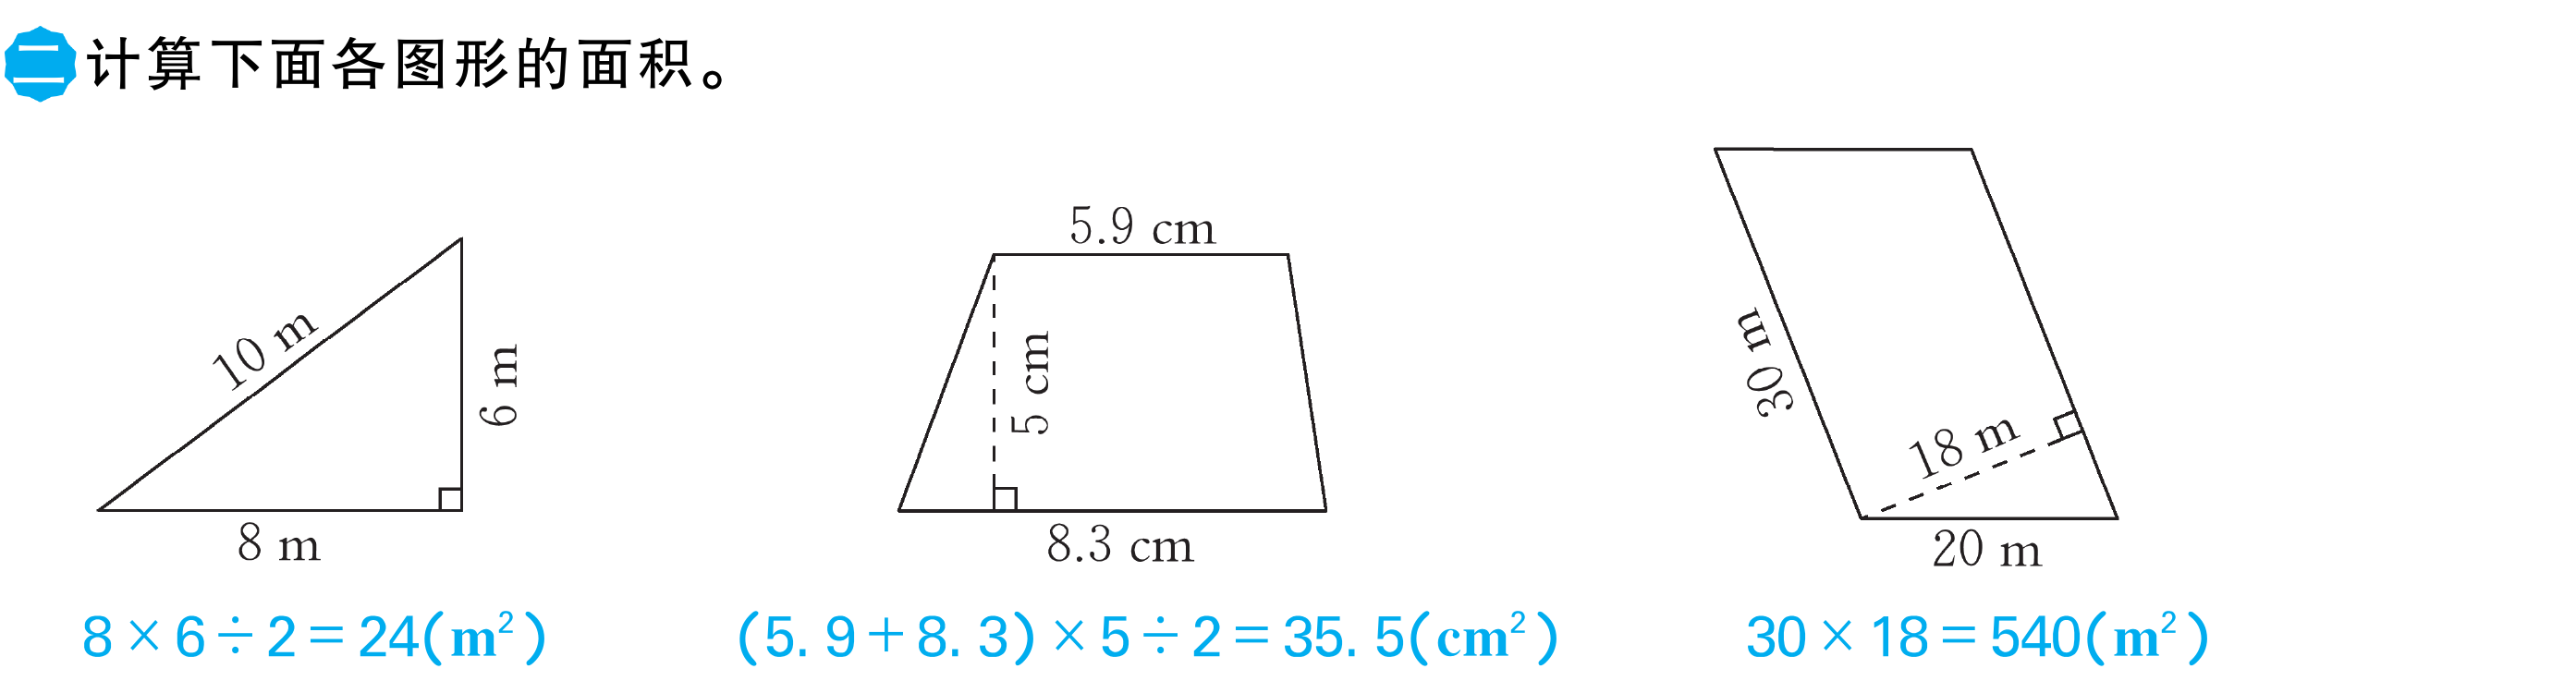 二 计算下面各图形的面积。
5.9 cm
10 m
6 m
5 cm
30 m
18 m
8 m
8.3 cm
20 m
8×6÷2=24(m²)
(5.9+8.3)×5÷2=35.5(cm²)
30×18=540(m²)